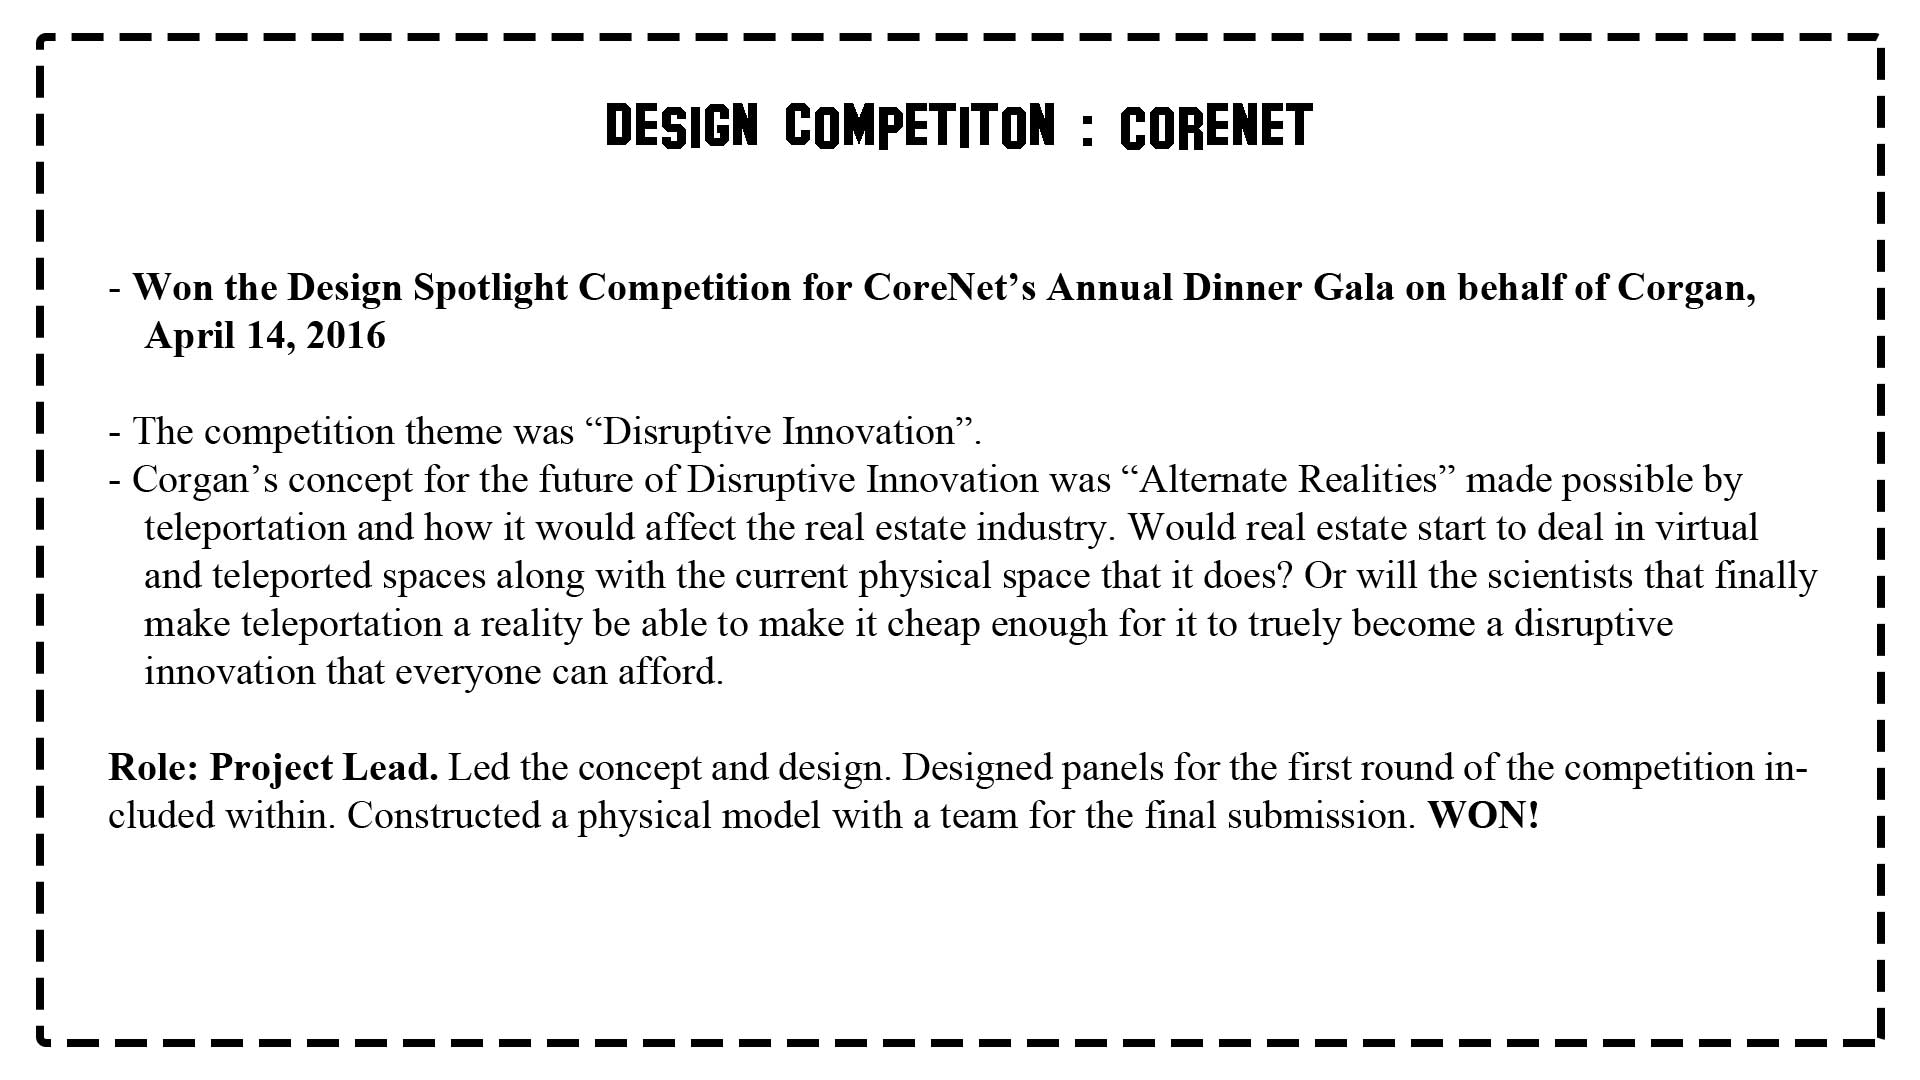 DESIGN COMPETITON : CORENET
- Won the Design Spotlight Competition for CoreNet’s Annual Dinner Gala on behalf of Corgan,
April 14, 2016
- The competition theme was “Disruptive Innovation”.
- Corgan’s concept for the future of Disruptive Innovation was “Alternate Realities” made possible by
teleportation and how it would affect the real estate industry. Would real estate start to deal in virtual
and teleported spaces along with the current physical space that it does? Or will the scientists that finally
make teleportation a reality be able to make it cheap enough for it to truely become a disruptive
innovation that everyone can afford.
Role: Project Lead. Led the concept and design. Designed panels for the first round of the competition in-
cluded within. Constructed a physical model with a team for the final submission. WON!